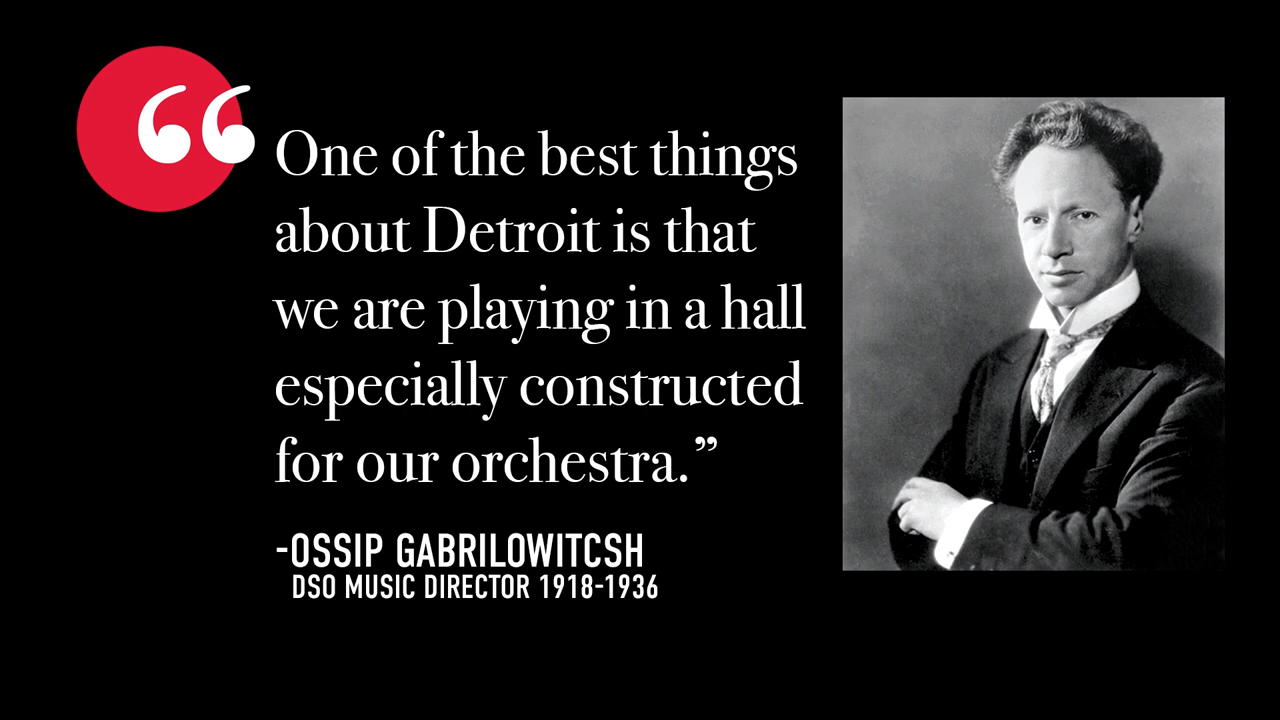 “One of the best things
about Detroit is that
we are playing in a hall
especially constructed
for our orchestra.”
-OSSIP GABRILOWITCSH
DSO MUSIC DIRECTOR 1918-1936